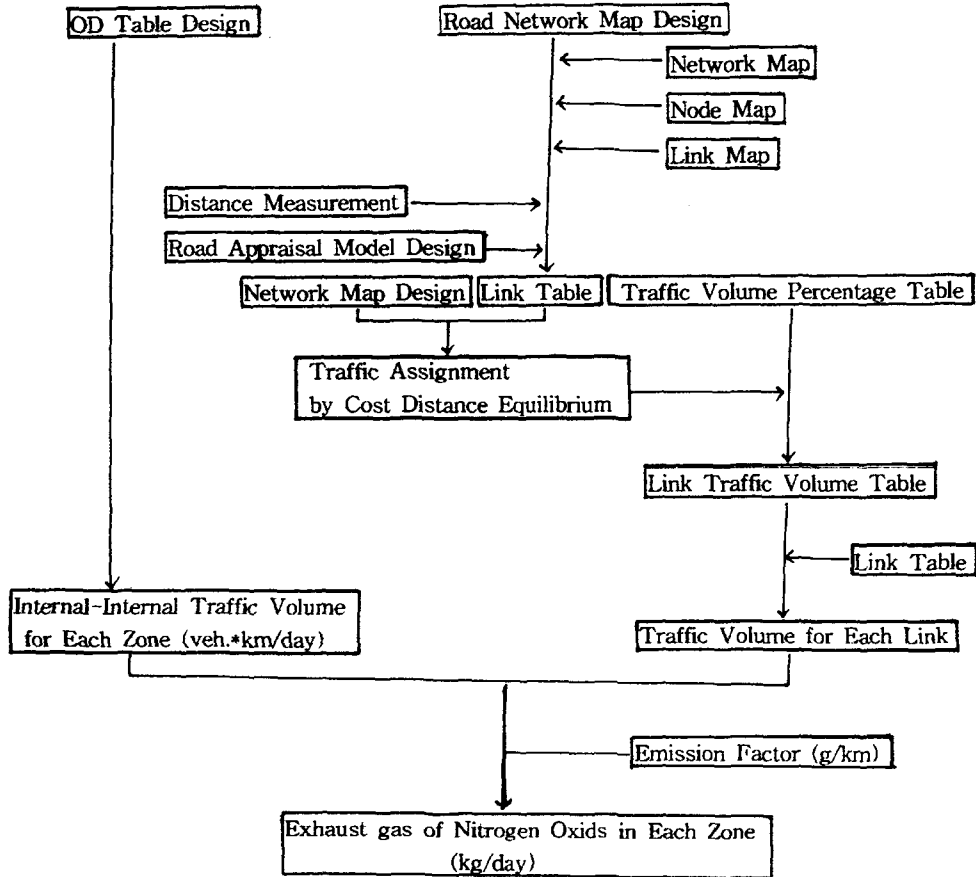 OD Table Design
Road Network Map Design
Network Map
Node Map
Link Map
Distance Measurement
Road Appraisal Model Design
Network Map Design
Link Table
Traffic Volume Percentage Table
Traffic Assignment
by Cost Distance Equilibrium
Link Traffic Volume Table
Link Table
Internal-Internal Traffic Volume
for Each Zone (veh.*km/day)
Traffic Volume for Each Link
Emission Factor (g/km)
Exhaust gas of Nitrogen Oxids in Each Zone
(kg/day)